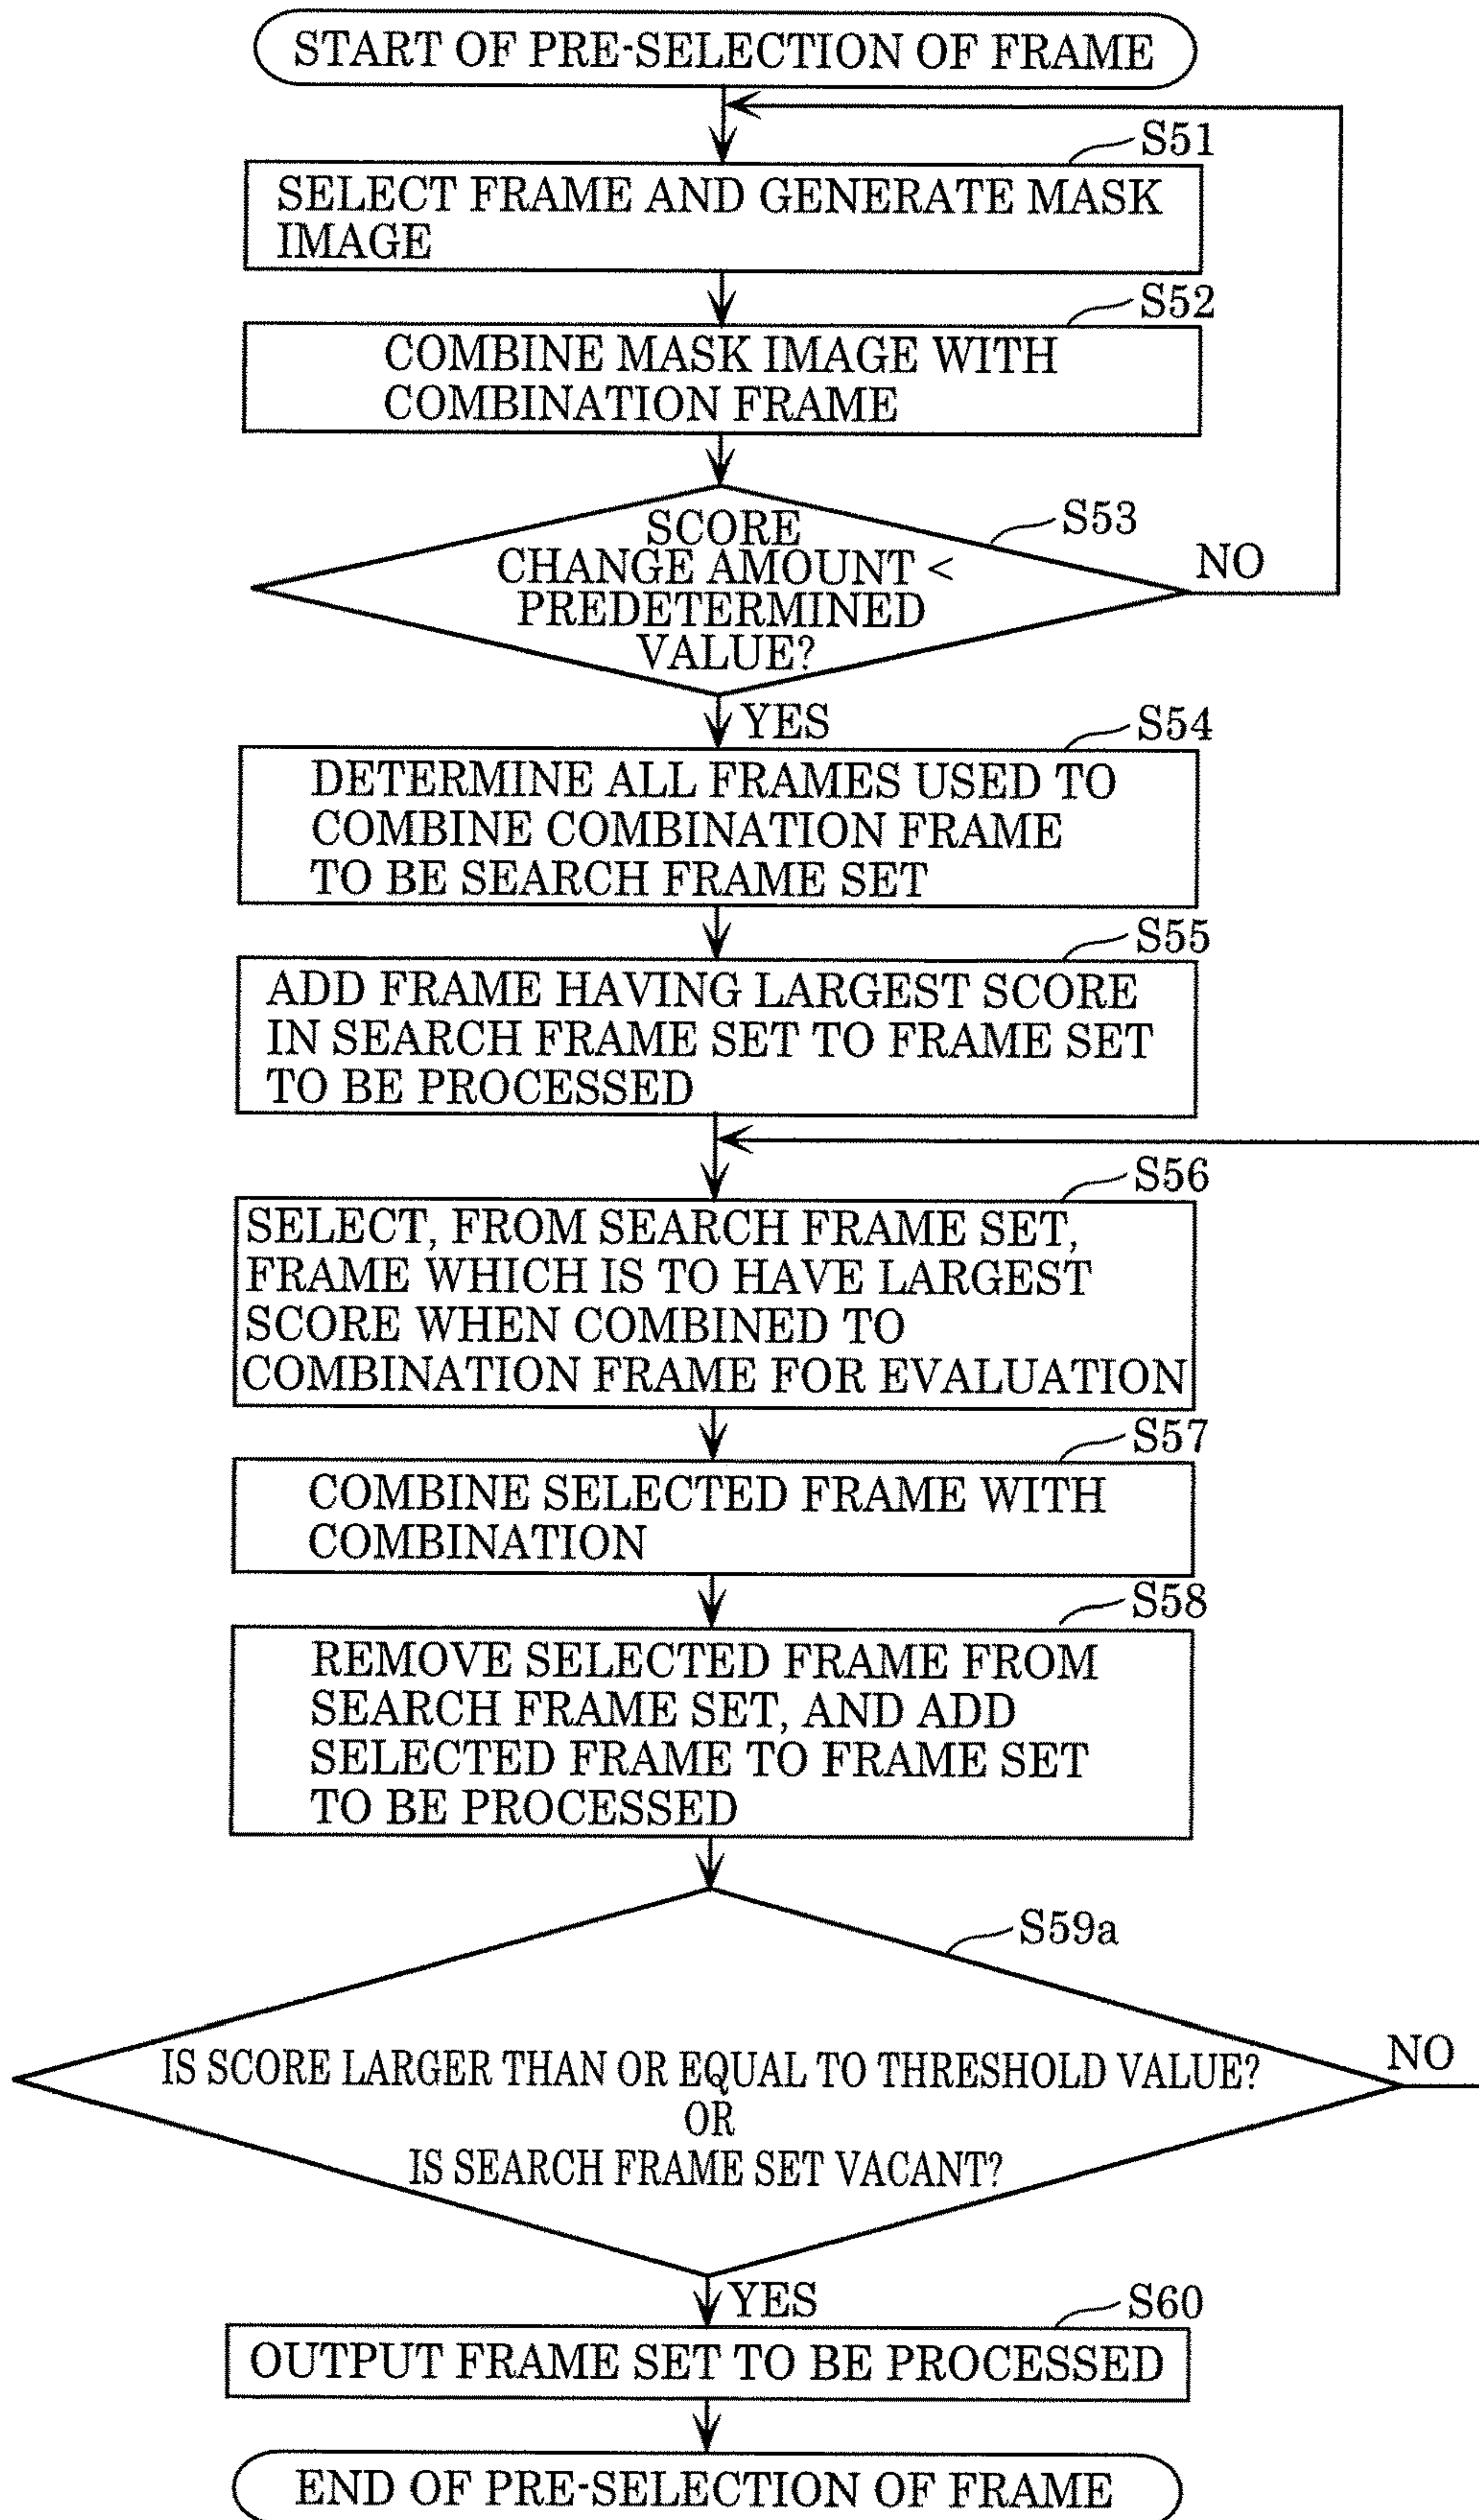 START OF PRE-SELECTION OF FRAME
S51
SELECT FRAME AND GENERATE MASK
IMAGE
S52
COMBINE MASK IMAGE WITH
COMBINATION FRAME
S53
SCORE
CHANGE AMOUNT <
PREDETERMINED
VALUE?
NO
YES
S54
DETERMINE ALL FRAMES USED TO
COMBINE COMBINATION FRAME
TO BE SEARCH FRAME SET
S55
ADD FRAME HAVING LARGEST SCORE
IN SEARCH FRAME SET TO FRAME SET
TO BE PROCESSED
S56
SELECT, FROM SEARCH FRAME SET,
FRAME WHICH IS TO HAVE LARGEST
SCORE WHEN COMBINED TO
COMBINATION FRAME FOR EVALUATION
S57
COMBINE SELECTED FRAME WITH
COMBINATION
S58
REMOVE SELECTED FRAME FROM
SEARCH FRAME SET, AND ADD
SELECTED FRAME TO FRAME SET
TO BE PROCESSED
S59a
IS SCORE LARGER THAN OR EQUAL TO THRESHOLD VALUE?
OR
IS SEARCH FRAME SET VACANT?
NO
YES
S60
OUTPUT FRAME SET TO BE PROCESSED
END OF PRE-SELECTION OF FRAME